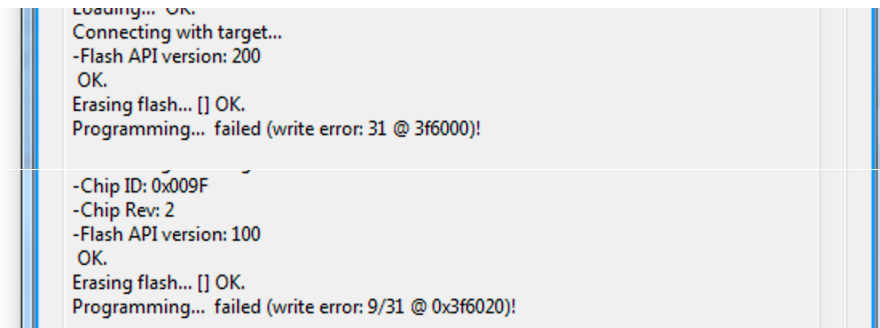 Loading... OK.
Connecting with target...
-Flash API version: 200
OK.
Erasing flash... [] OK.
Programming... failed (write error: 31 @ 3f6000)!
-Chip ID: 0x009F
-Chip Rev: 2
-Flash API version: 100
OK.
Erasing flash... [] OK.
Programming... failed (write error: 9/31 @ 0x3f6020)!